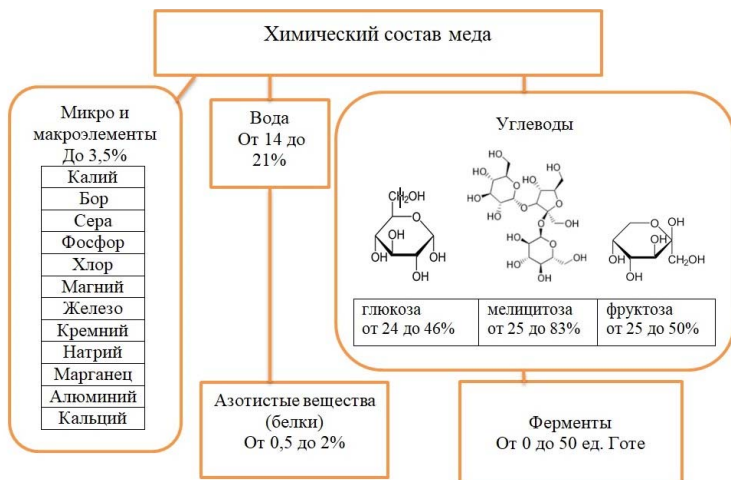 Химический состав меда
Микро и
макроэлементы
До 3,5%
Калий
Бор
Сера
Фосфор
Хлор
Магний
Железо
Кремний
Натрий
Марганец
Алюминий
Кальций
Вода
От 14 до
21%
Углеводы
CH₂OH
O
OH
OH
OH
OH
HO
OH
HO
O
O
OH
HO
HO
O
O
OH
OH
O
HO
O
HO
OH
OH
O
OH
HO
OH
OH
CH₂OH
глюкоза
от 24 до 46%
мелицитоза
от 25 до 83%
фруктоза
от 25 до 50%
Азотистые вещества
(белки)
От 0,5 до 2%
Ферменты
От 0 до 50 ед. Готе